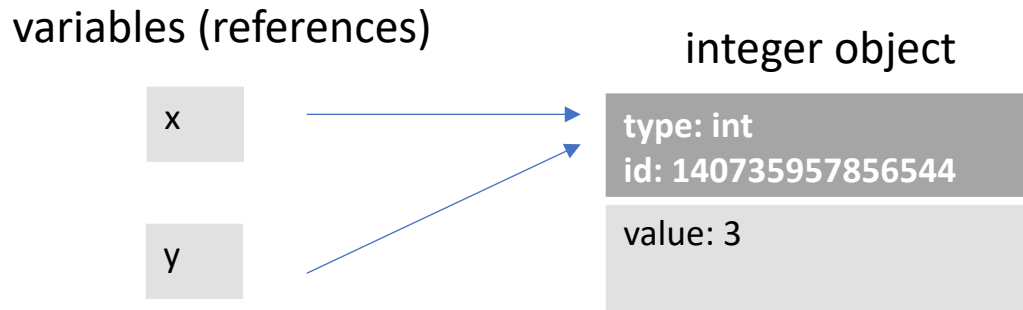 variables (references)
integer object
x
type: int
id: 140735957856544
y
value: 3